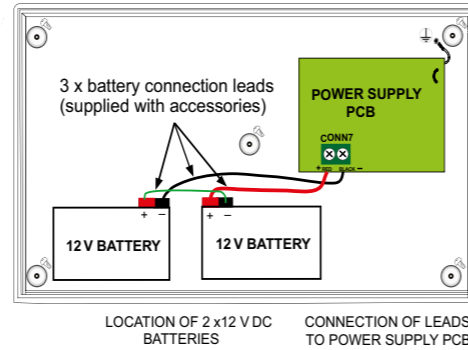 3 x battery connection leads
(supplied with accessories)
POWER SUPPLY
PCB
CONN7
+ RED BLACK −
+ −
12 V BATTERY
+ −
12 V BATTERY
LOCATION OF 2 x12 V DC
BATTERIES
CONNECTION OF LEADS
TO POWER SUPPLY PCB